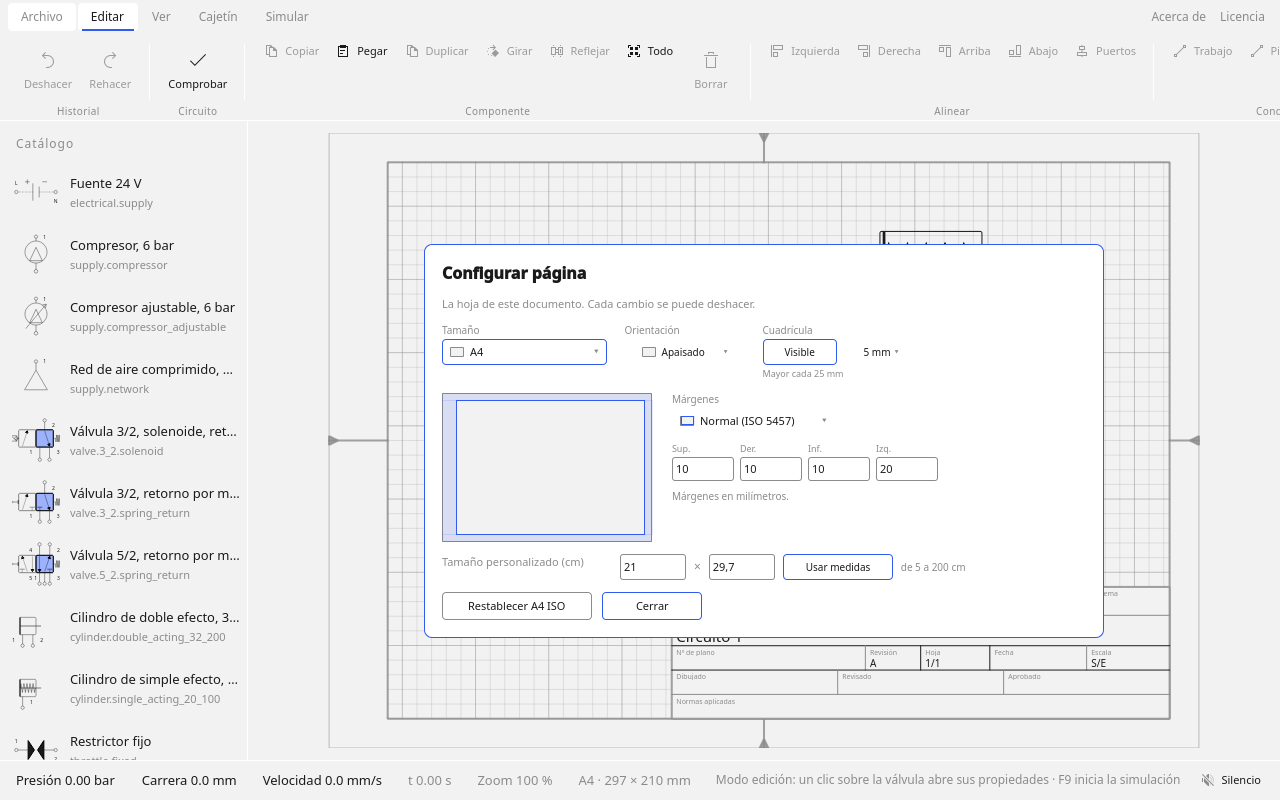 Archivo Editar Ver Cajetín Simular Acerca de Licencia
Copiar Pegar Duplicar Girar Reflejar Todo Izquierda Derecha Arriba Abajo Puertos Trabajo
Deshacer Rehacer Comprobar Borrar
Historial Circuito Componente Alinear
Catálogo
Fuente 24 V
electrical.supply
Compresor, 6 bar
supply.compressor
Compresor ajustable, 6 bar
supply.compressor_adjustable
Red de aire comprimido, ...
supply.network
Válvula 3/2, solenoide, ret...
valve.3_2.solenoid
Válvula 3/2, retorno por m...
valve.3_2.spring_return
Válvula 5/2, retorno por m...
valve.5_2.spring_return
Cilindro de doble efecto, 3...
cylinder.double_acting_32_200
Cilindro de simple efecto, ...
cylinder.single_acting_20_100
Restrictor fijo
Configurar página
La hoja de este documento. Cada cambio se puede deshacer.
Tamaño Orientación Cuadrícula
A4 Apaisado Visible 5 mm
Mayor cada 25 mm
Márgenes
Normal (ISO 5457)
Sup. Der. Inf. Izq.
10 10 10 20
Márgenes en milímetros.
Tamaño personalizado (cm) 21 × 29,7 Usar medidas de 5 a 200 cm
Restablecer A4 ISO Cerrar
Circuito 1
Nº de plano Revisión Hoja Fecha Escala
A 1/1 S/E
Dibujado Revisado Aprobado
Normas aplicadas
Presión 0.00 bar Carrera 0.0 mm Velocidad 0.0 mm/s t 0.00 s Zoom 100 % A4 · 297 × 210 mm Modo edición: un clic sobre la válvula abre sus propiedades · F9 inicia la simulación Silencio